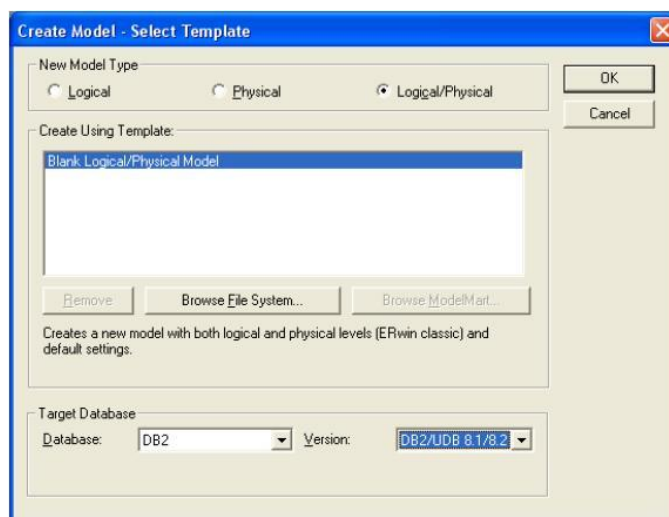 Create Model - Select Template
New Model Type
Logical
Physical
Logical/Physical
OK
Cancel
Create Using Template:
Blank Logical/Physical Model
Remove
Browse File System...
Browse ModelMart...
Creates a new model with both logical and physical levels (ERwin classic) and
default settings.
Target Database
Database:
DB2
Version:
DB2/UDB 8.1/8.2